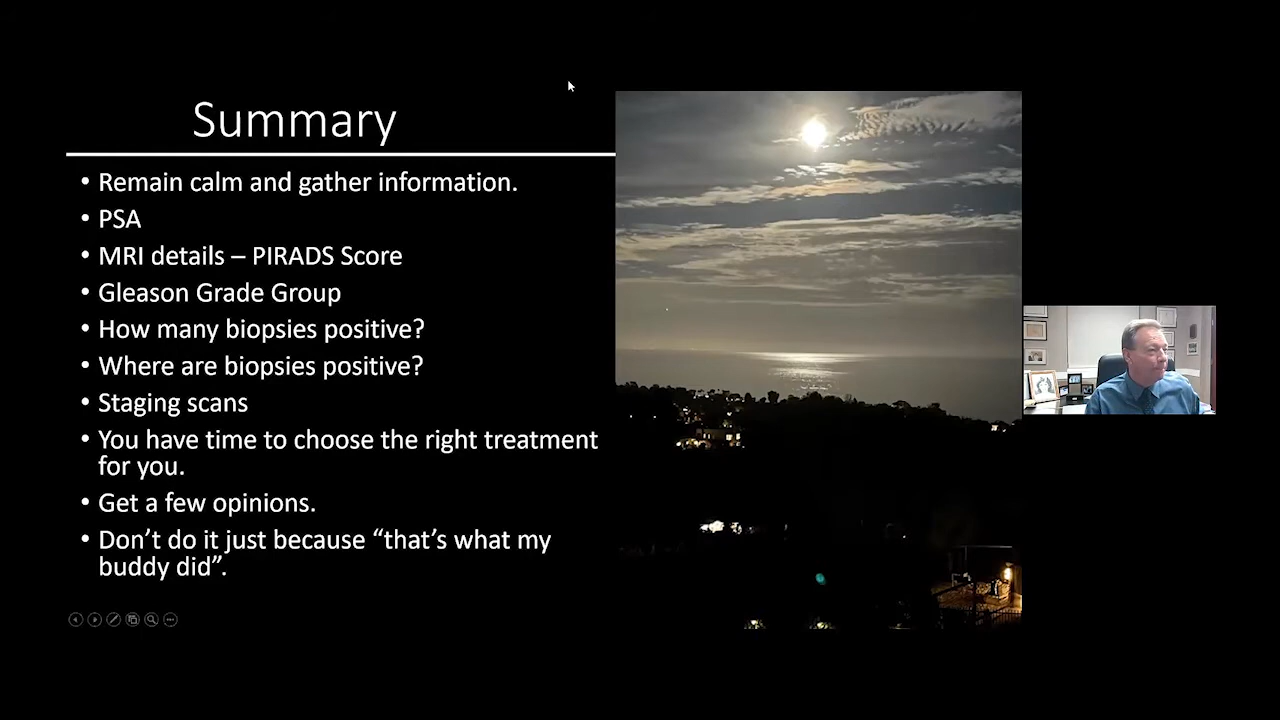 Summary
• Remain calm and gather information.
• PSA
• MRI details – PIRADS Score
• Gleason Grade Group
• How many biopsies positive?
• Where are biopsies positive?
• Staging scans
• You have time to choose the right treatment
for you.
• Get a few opinions.
• Don’t do it just because “that’s what my
buddy did”.